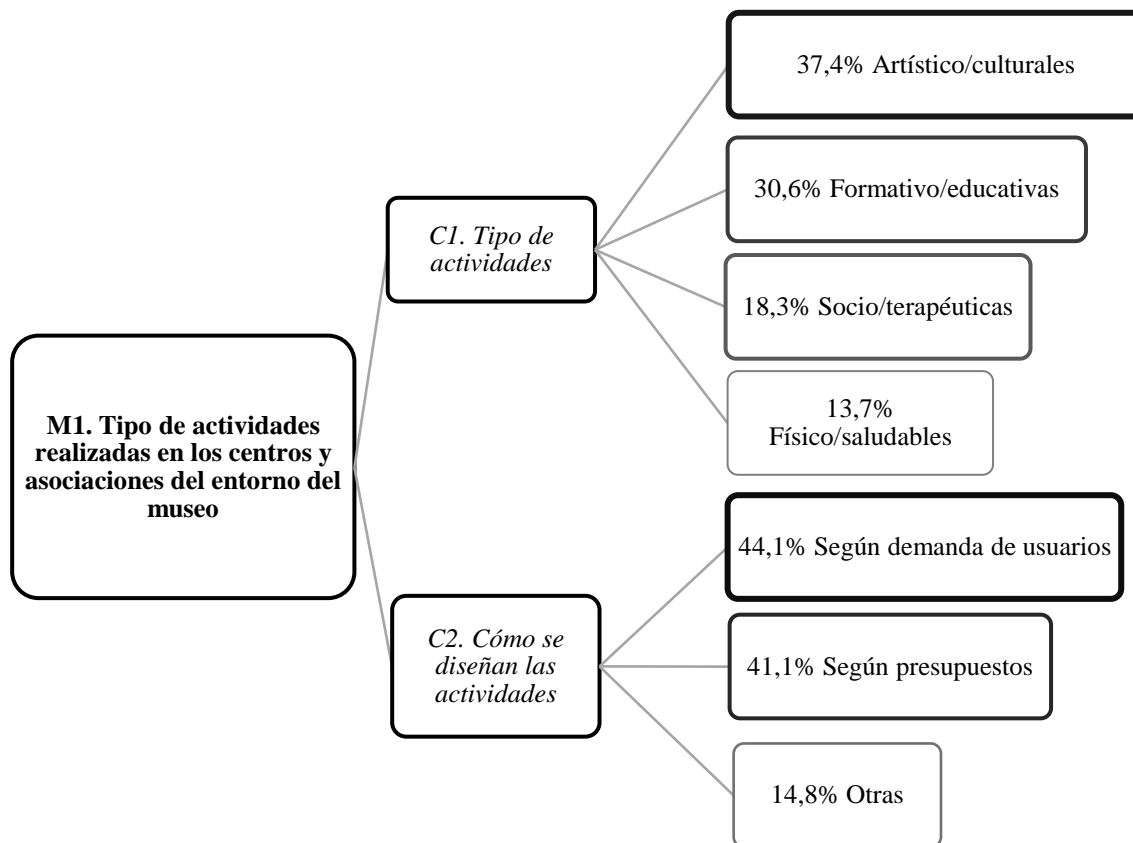 M1. Tipo de actividades
realizadas en los centros y
asociaciones del entorno del
museo
C1. Tipo de
actividades
37,4% Artístico/culturales
30,6% Formativo/educativas
18,3% Socio/terapéuticas
13,7%
Físico/saludables
C2. Cómo se
diseñan las
actividades
44,1% Según demanda de usuarios
41,1% Según presupuestos
14,8% Otras